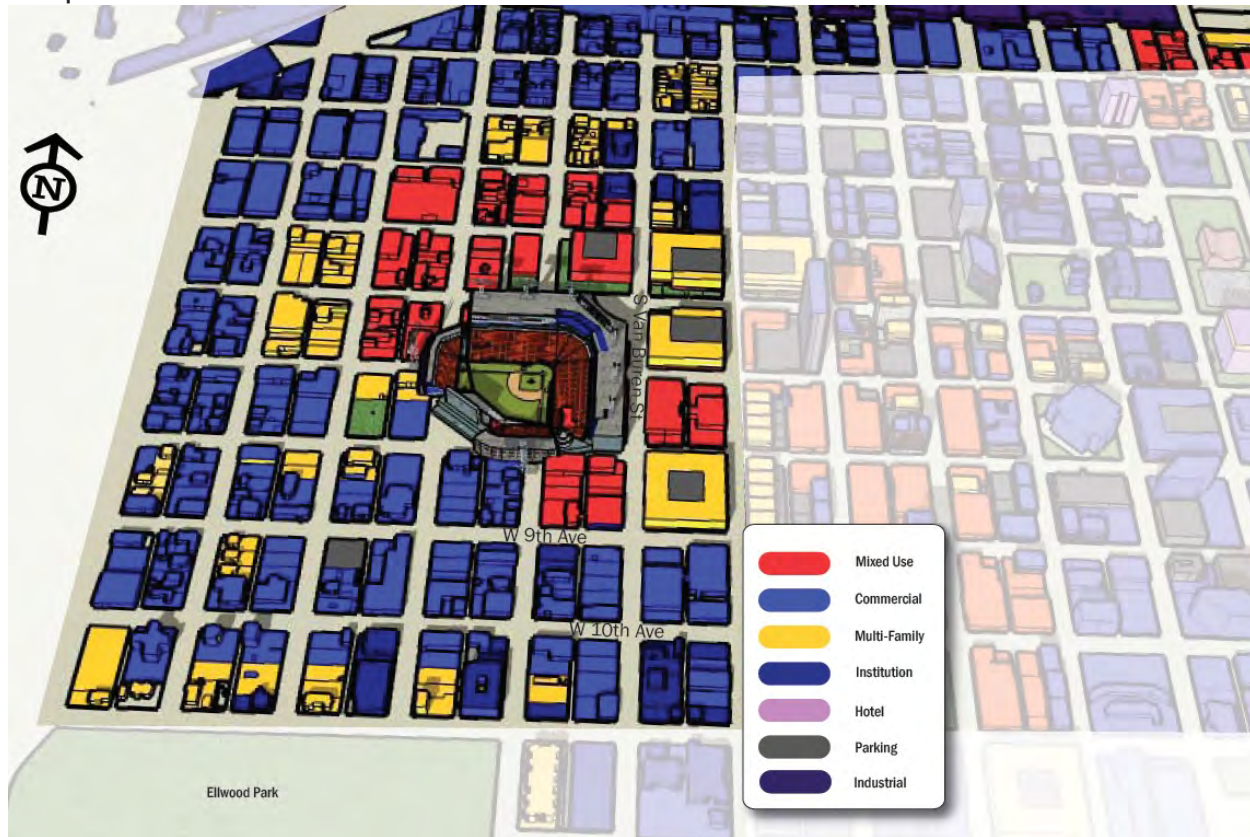 N
S Van Buren St
W 9th Ave
W 10th Ave
Mixed Use
Commercial
Multi-Family
Institution
Hotel
Parking
Industrial
Ellwood Park